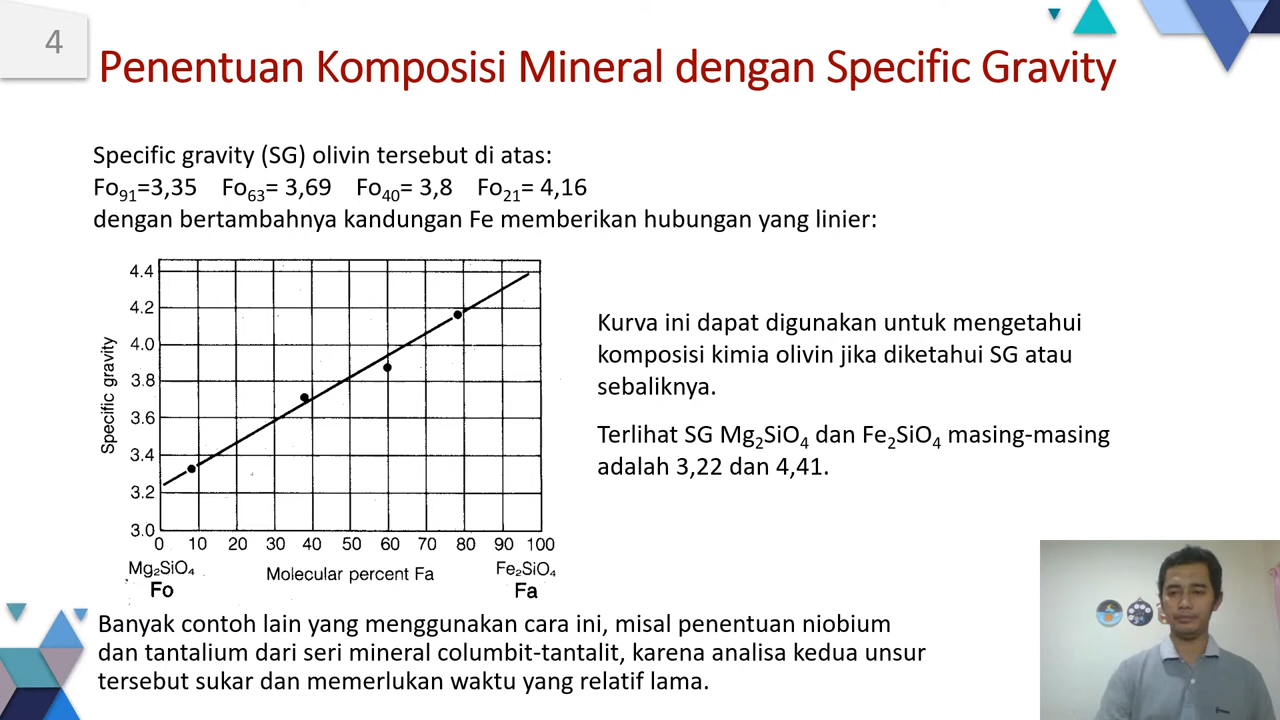 4
Penentuan Komposisi Mineral dengan Specific Gravity
Specific gravity (SG) olivin tersebut di atas:
Fo91=3,35 Fo63= 3,69 Fo40= 3,8 Fo21= 4,16
dengan bertambahnya kandungan Fe memberikan hubungan yang linier:
4.4
4.2
4.0
3.8
3.6
3.4
3.2
3.0
Specific gravity
0 10 20 30 40 50 60 70 80 90 100
Mg2SiO4 Molecular percent Fa Fe2SiO4
Fo Fa
Kurva ini dapat digunakan untuk mengetahui
komposisi kimia olivin jika diketahui SG atau
sebaliknya.
Terlihat SG Mg2SiO4 dan Fe2SiO4 masing-masing
adalah 3,22 dan 4,41.
Banyak contoh lain yang menggunakan cara ini, misal penentuan niobium
dan tantalium dari seri mineral columbit-tantalit, karena analisa kedua unsur
tersebut sukar dan memerlukan waktu yang relatif lama.